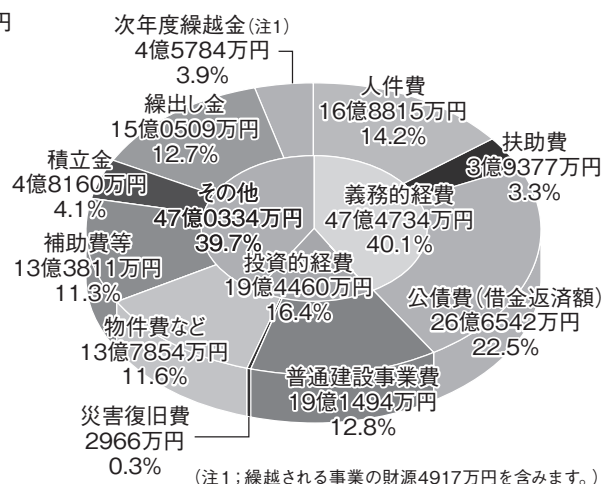 円
次年度繰越金(注1)
4億5784万円
3.9%
人件費
16億8815万円
14.2%
扶助費
3億9377万円
3.3%
義務的経費
47億4734万円
40.1%
公債費(借金返済額)
26億6542万円
22.5%
投資的経費
19億4460万円
16.4%
普通建設事業費
19億1494万円
12.8%
災害復旧費
2966万円
0.3%
その他
47億0334万円
39.7%
物件費など
13億7854万円
11.6%
補助費等
13億3811万円
11.3%
積立金
4億8160万円
4.1%
繰出し金
15億0509万円
12.7%
(注1;繰越される事業の財源4917万円を含みます。)